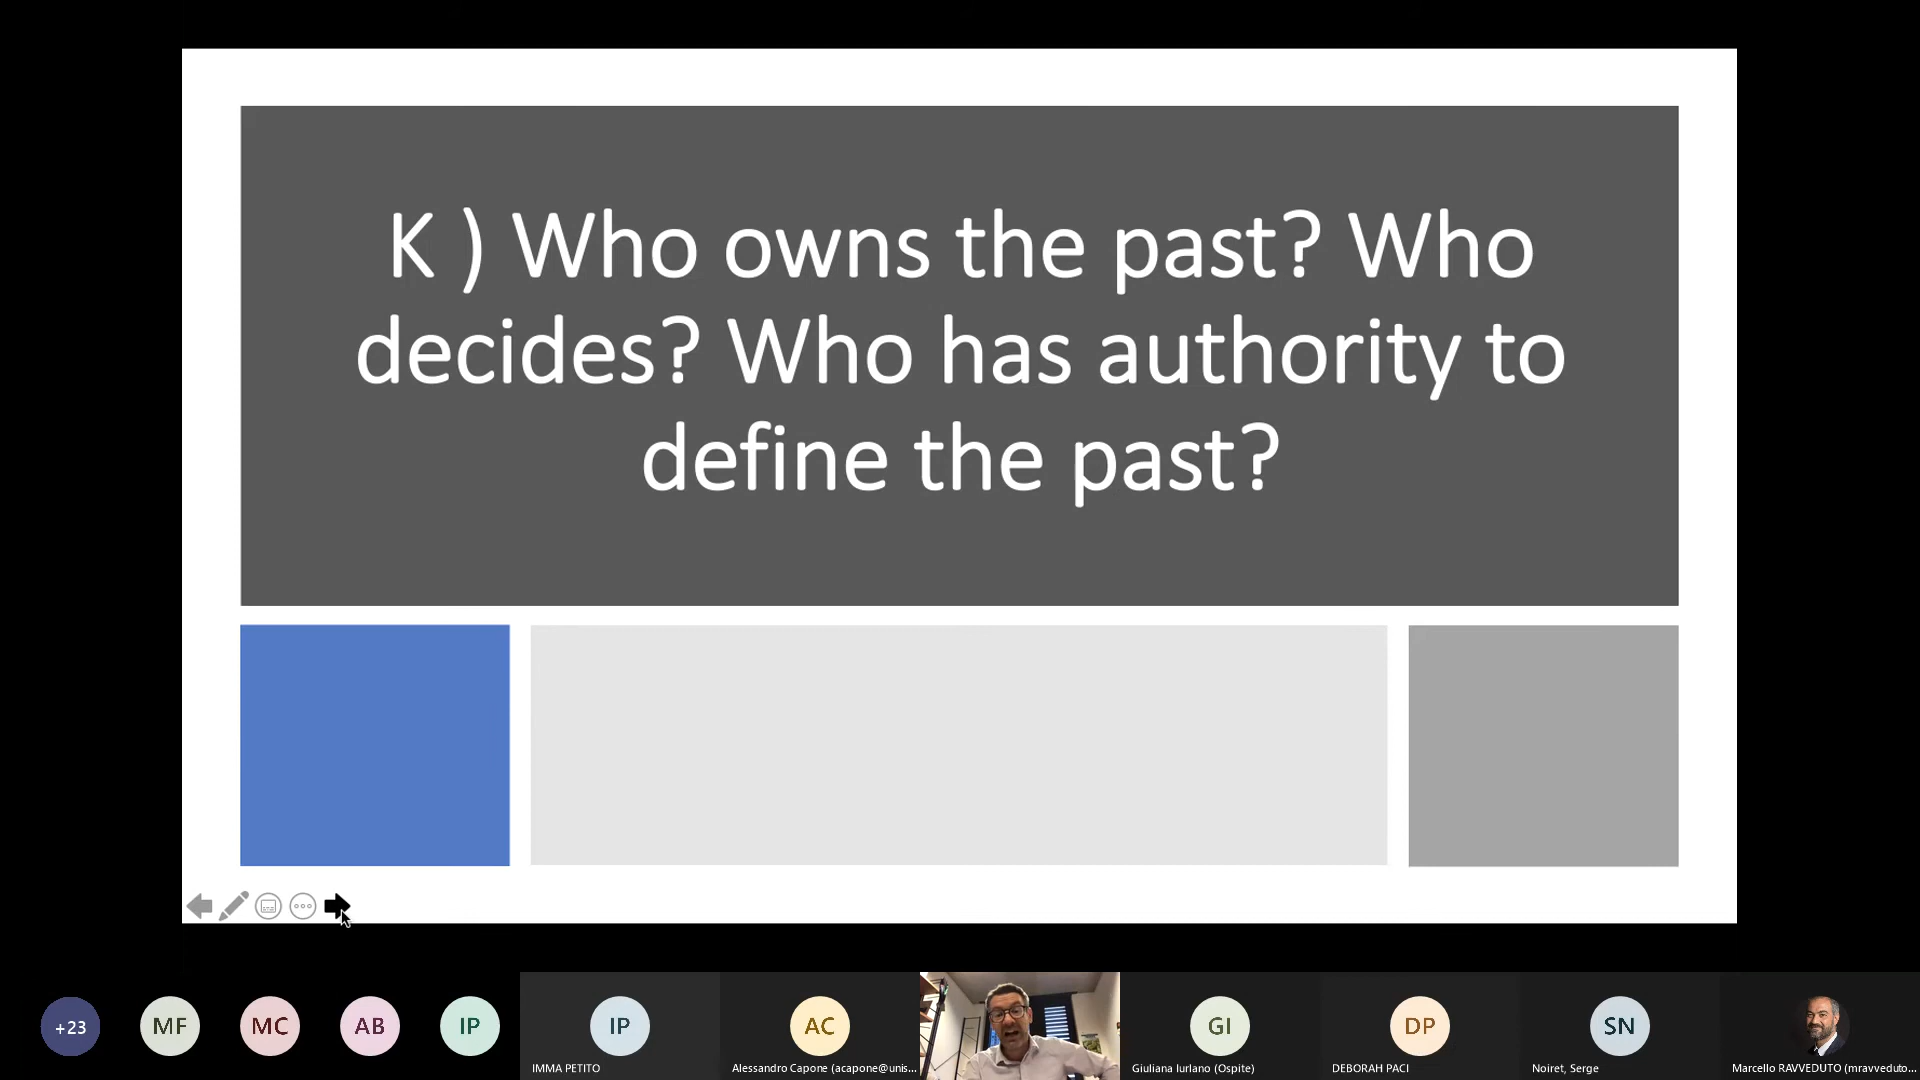 K ) Who owns the past? Who
decides? Who has authority to
define the past?
+23
MF
MC
AB
IP
IP
IMMA PETITO
AC
Alessandro Capone (acapone@unis...
GI
Giuliana Iurlano (Ospite)
DP
DEBORAH PACI
SN
Noiret, Serge
Marcello RAVVEDUTO (mravveduto...